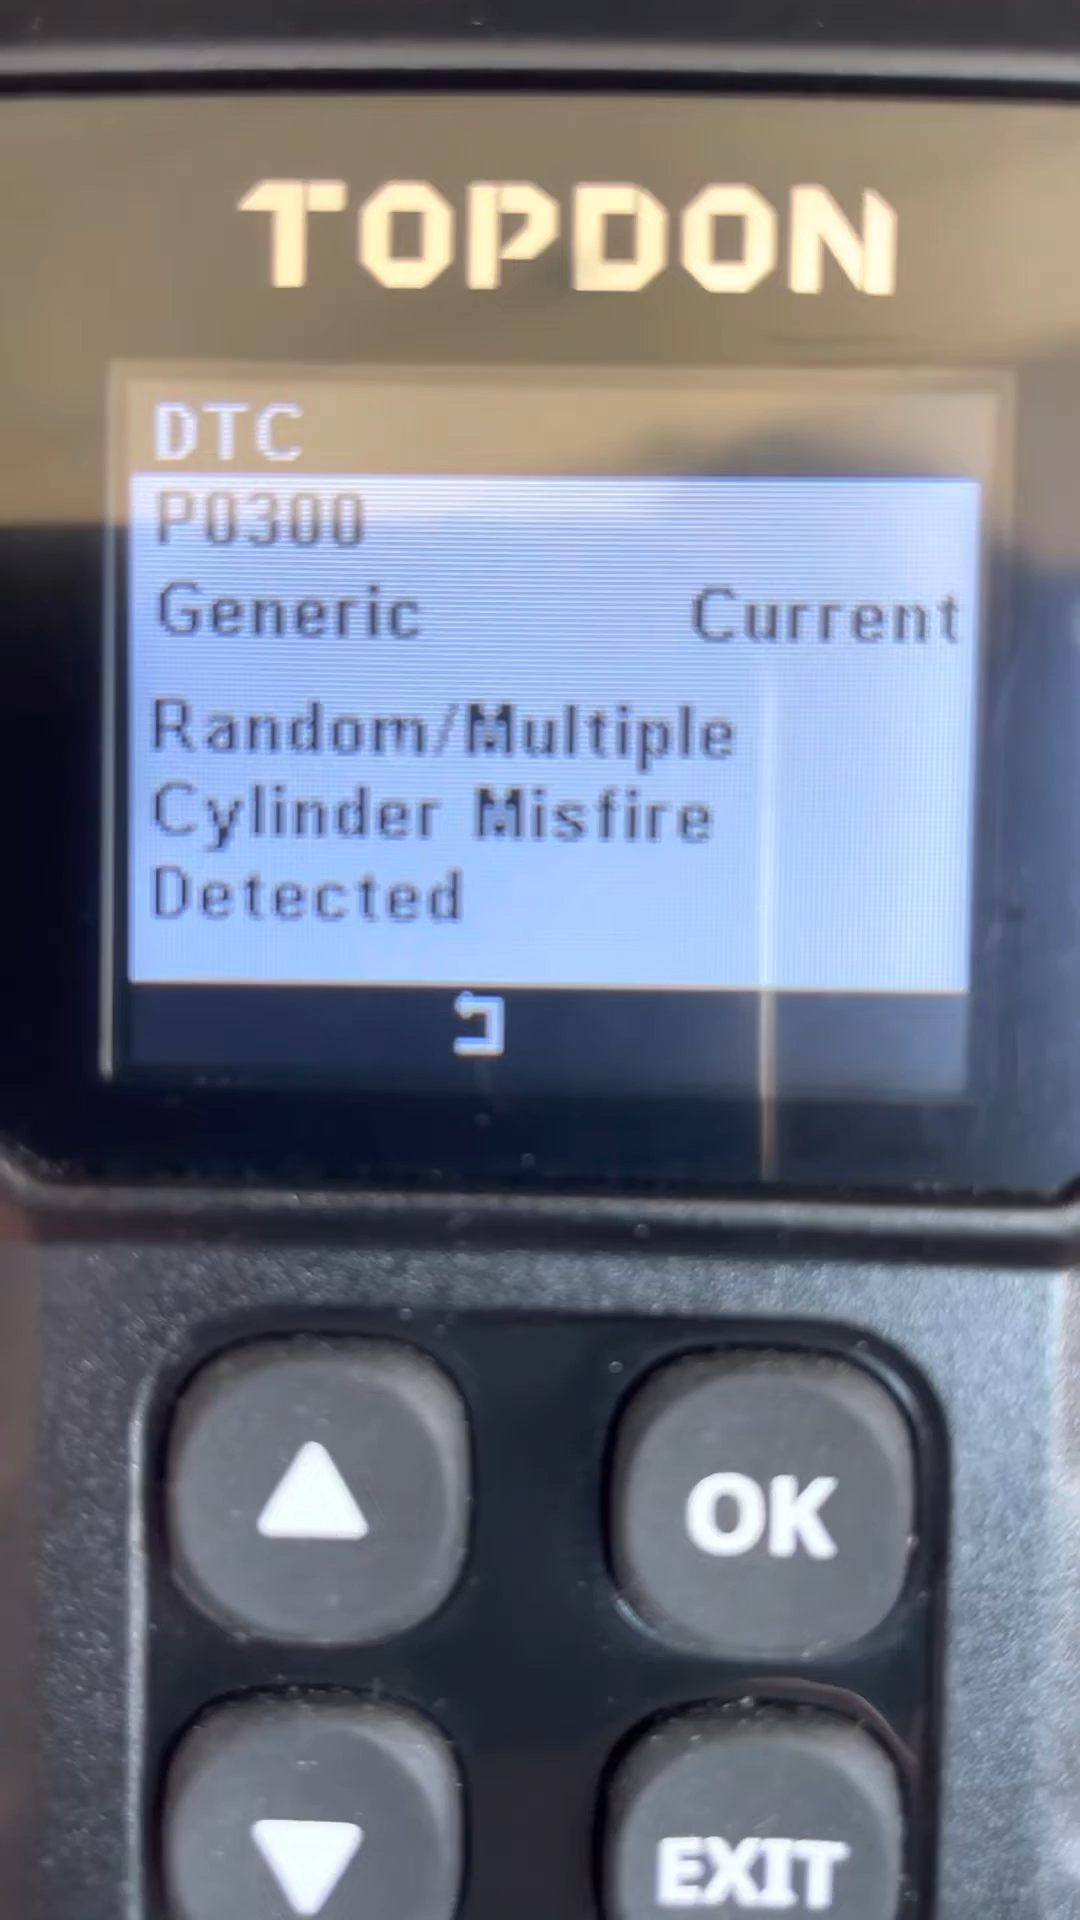 TOPDON
DTC
P0300
Generic Current
Random/Multiple
Cylinder Misfire
Detected
OK
EXIT